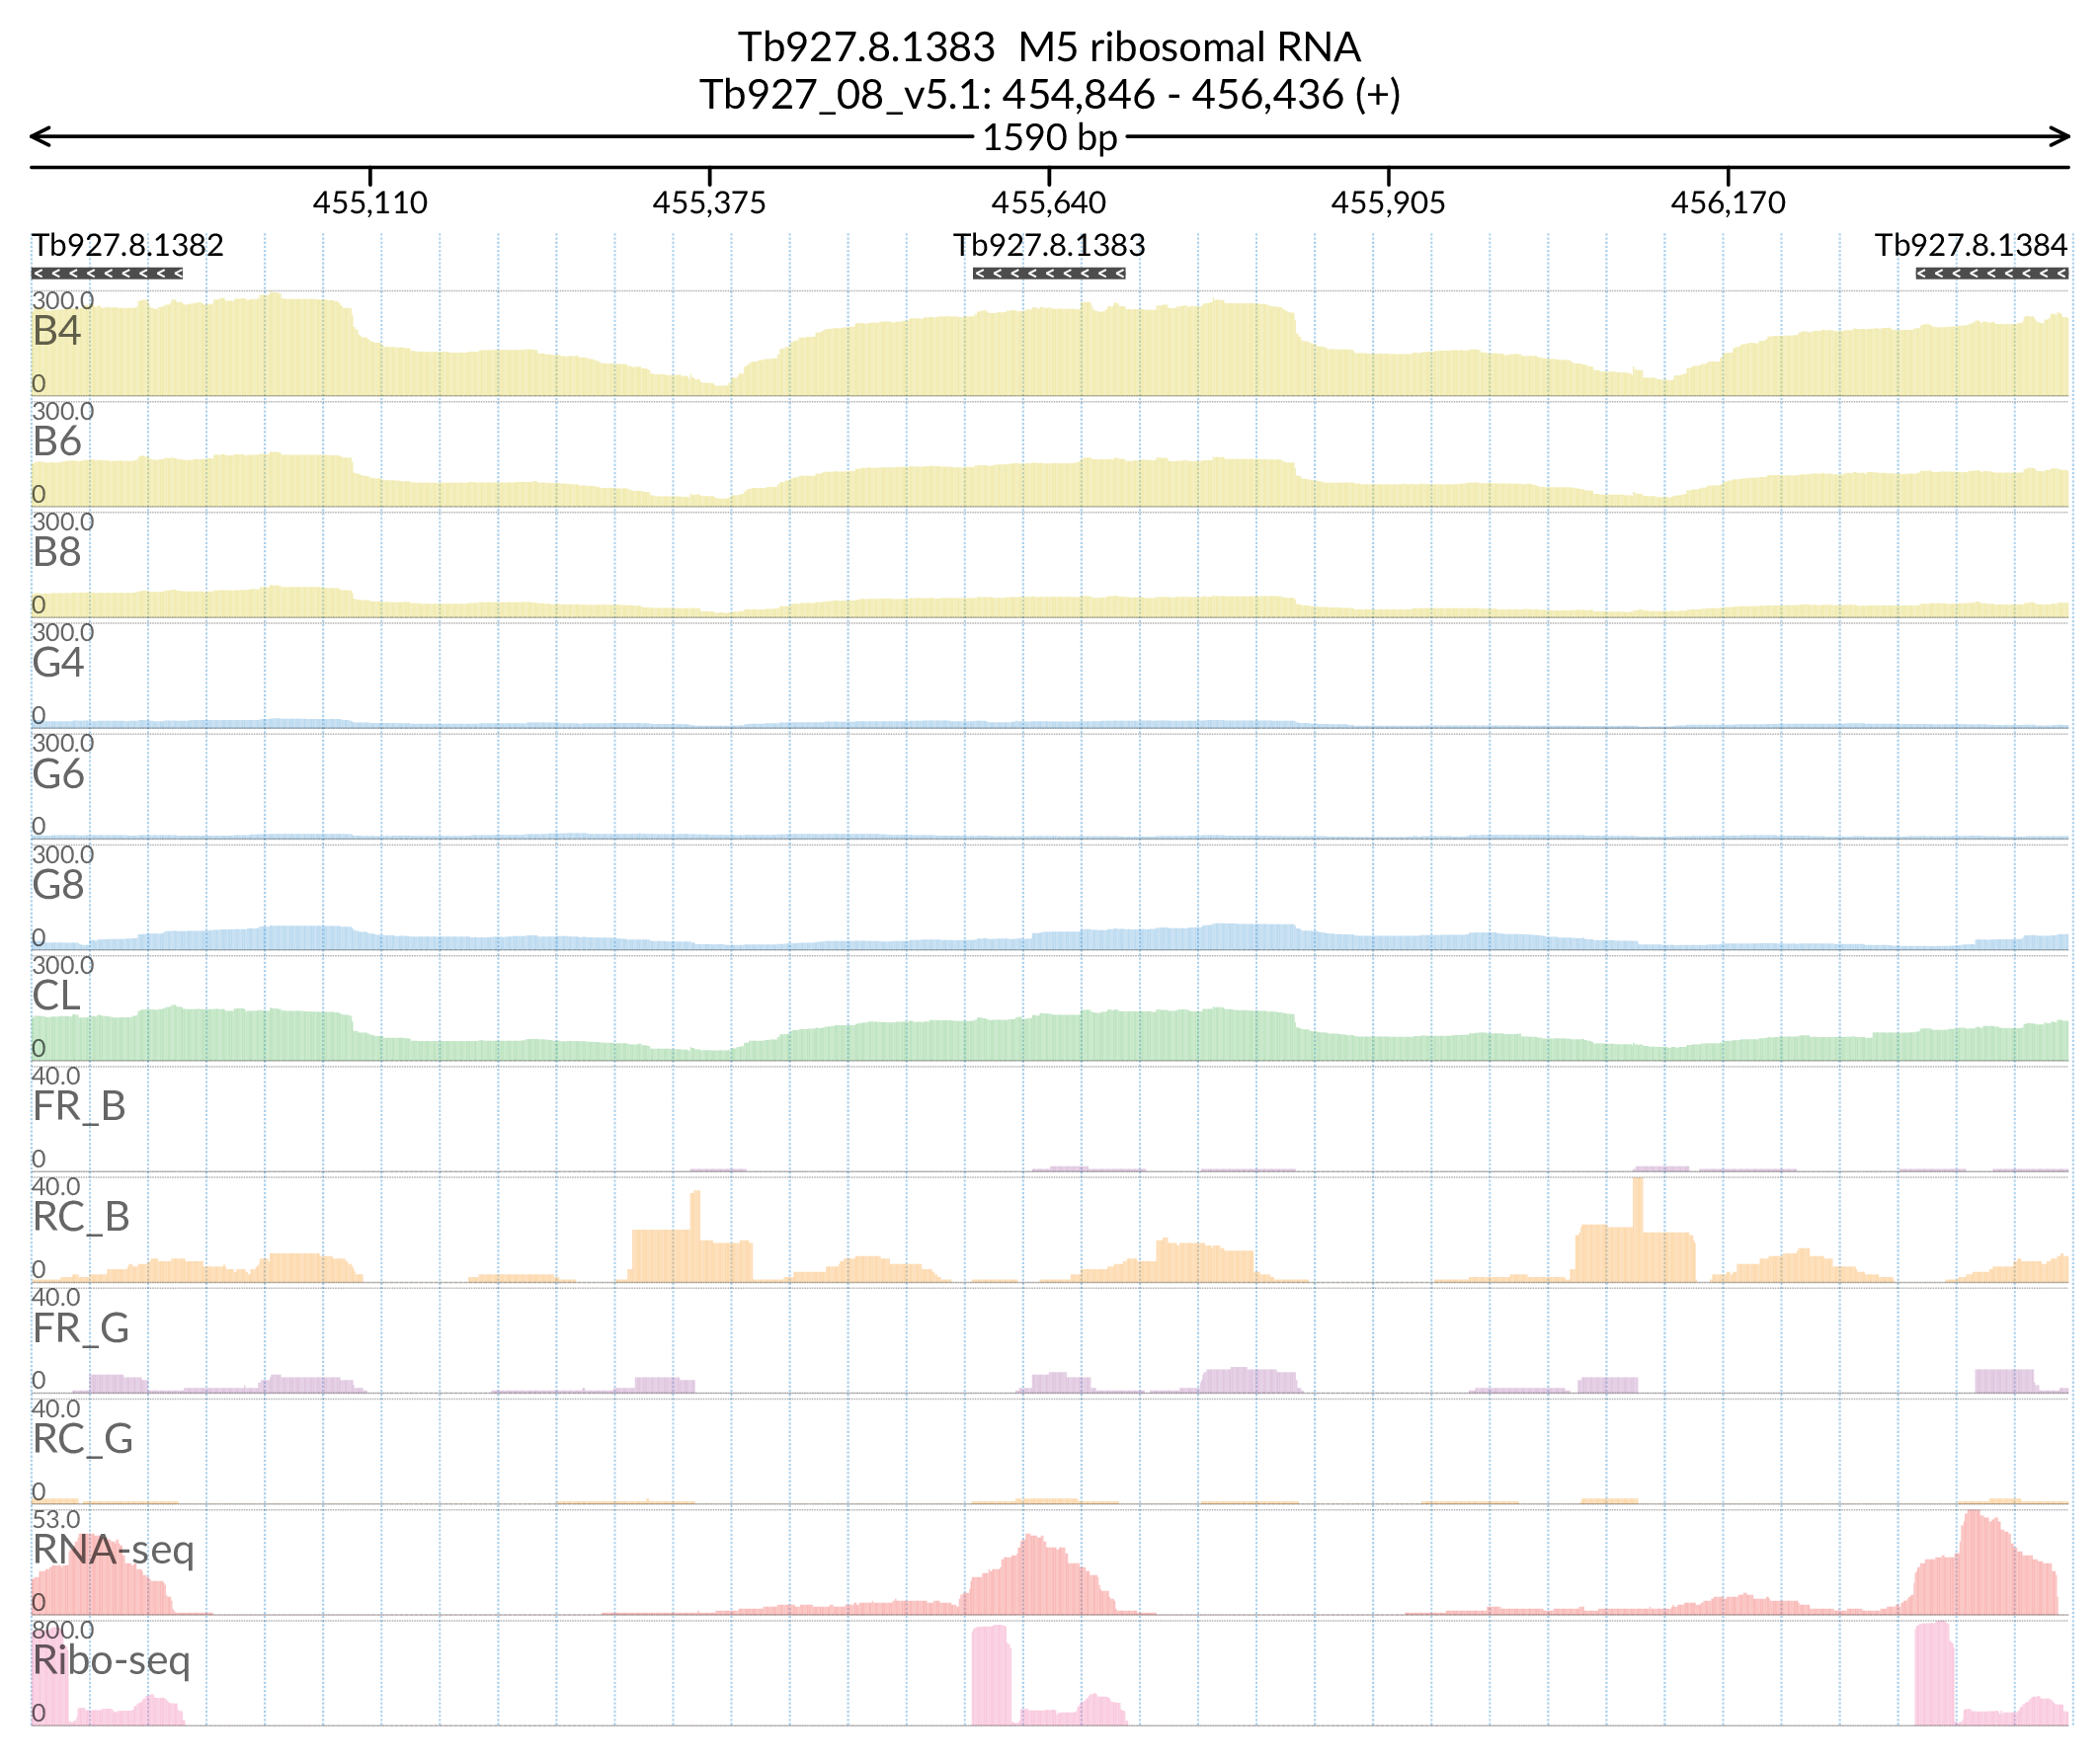 Tb927.8.1383  M5 ribosomal RNA
Tb927_08_v5.1: 454,846 - 456,436 (+)
1590 bp
455,110 455,375 455,640 455,905 456,170
Tb927.8.1382 Tb927.8.1383 Tb927.8.1384
300.0
B4
0
300.0
B6
0
300.0
B8
0
300.0
G4
0
300.0
G6
0
300.0
G8
0
300.0
CL
0
40.0
FR_B
0
40.0
RC_B
0
40.0
FR_G
0
40.0
RC_G
0
53.0
RNA-seq
0
800.0
Ribo-seq
0